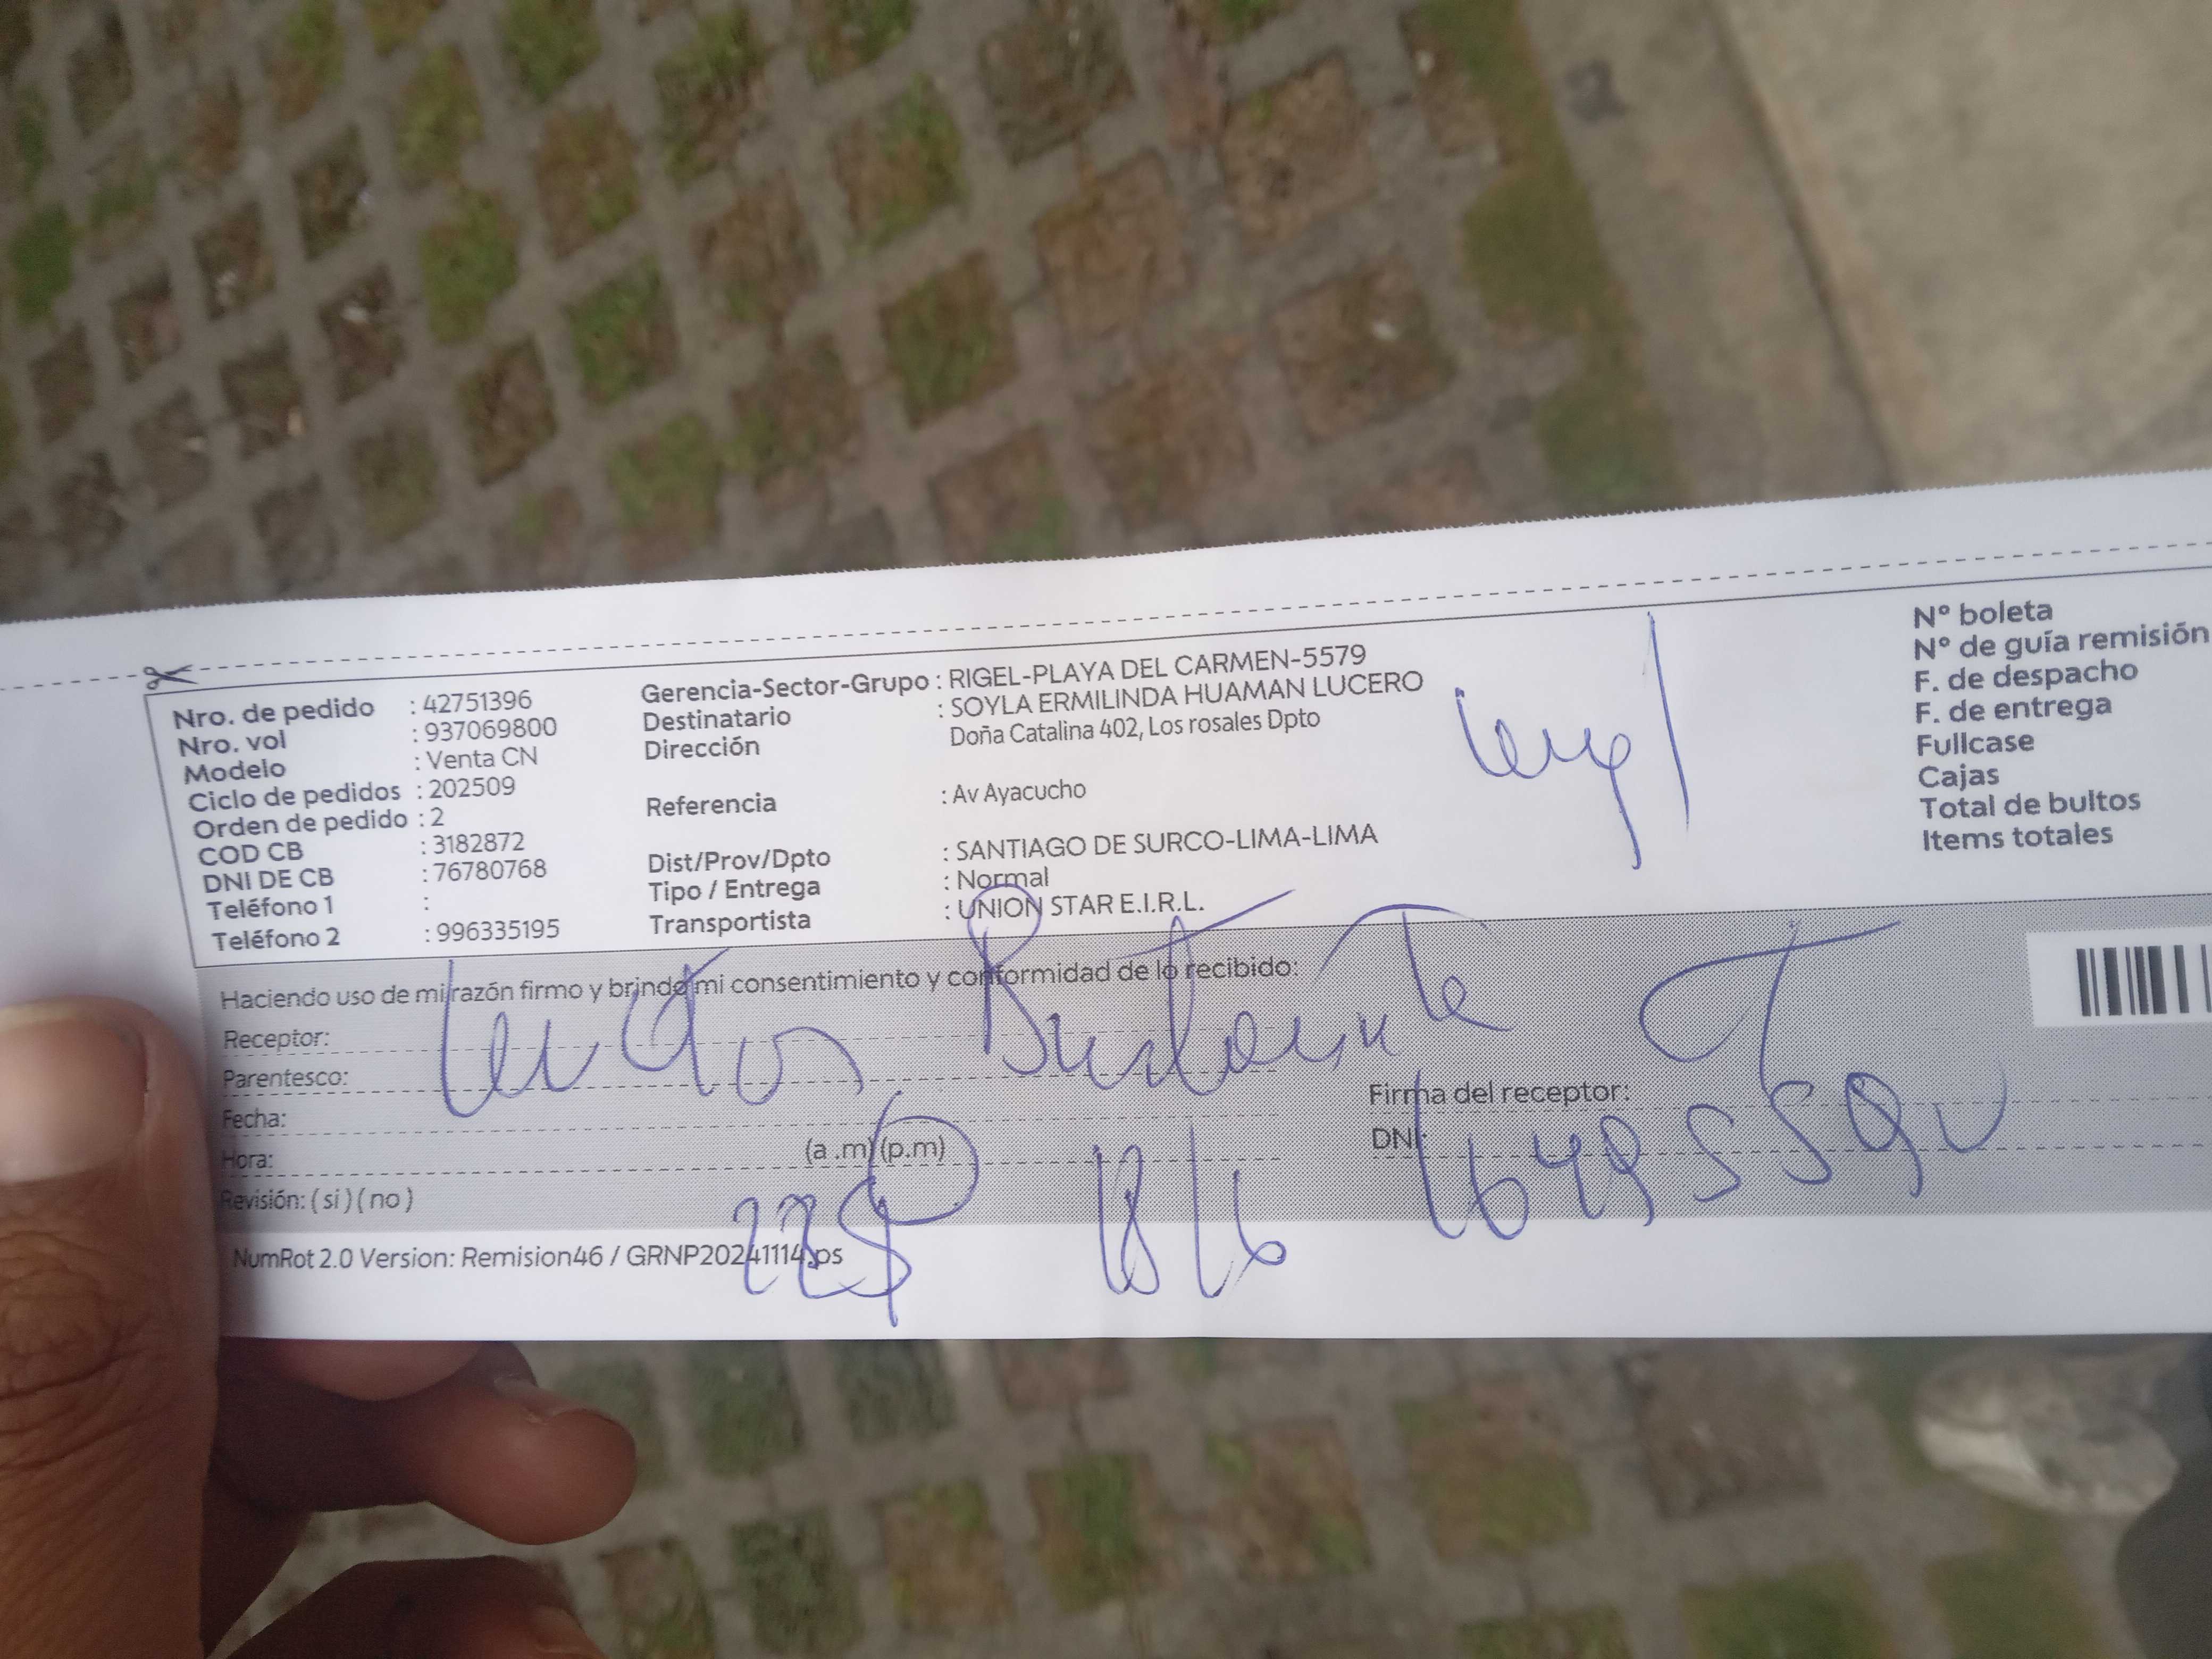 Nro. de pedido : 42751396
Nro. vol : 937069800
Modelo : Venta CN
Ciclo de pedidos : 202509
Orden de pedido : 2
COD CB : 3182872
DNI DE CB : 76780768
Teléfono 1 :
Teléfono 2 : 996335195
Gerencia-Sector-Grupo : RIGEL-PLAYA DEL CARMEN-5579
Destinatario : SOYLA ERMILINDA HUAMAN LUCERO
Dirección : Doña Catalina 402, Los rosales Dpto
Referencia : Av Ayacucho
Dist/Prov/Dpto : SANTIAGO DE SURCO-LIMA-LIMA
Tipo / Entrega : Normal
Transportista : UNION STAR E.I.R.L.
Nº boleta
Nº de guía remisión
F. de despacho
F. de entrega
Fullcase
Cajas
Total de bultos
Items totales
Haciendo uso de mi razón firmo y brindo mi consentimiento y conformidad de lo recibido:
Receptor:
Parentesco:
Fecha:
Hora: (a .m) (p.m)
Revisión: ( si ) ( no )
Firma del receptor:
DNI:
18/6
NumRot 2.0 Version: Remision46 / GRNP20241114.ps